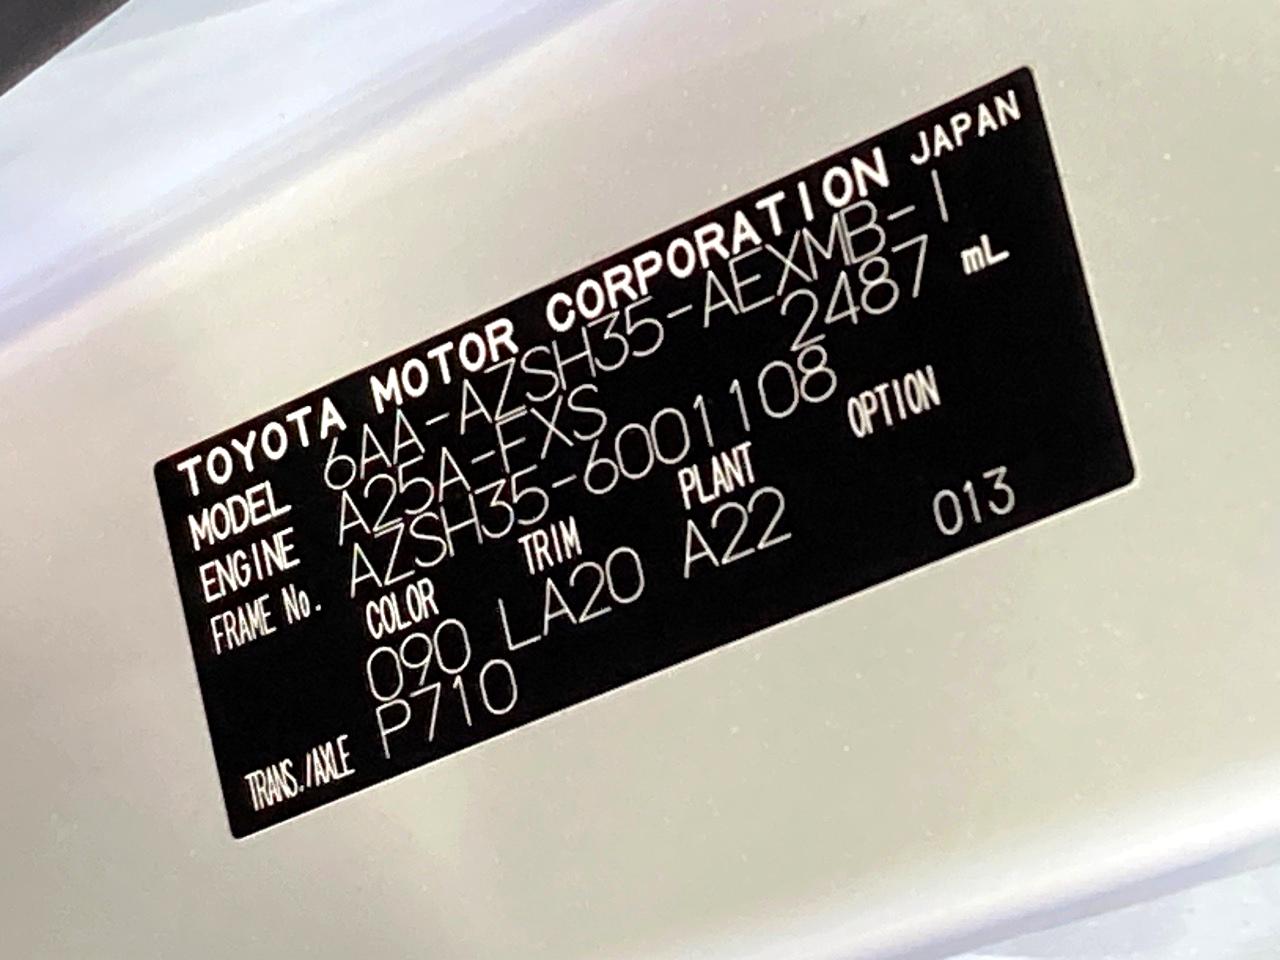 TOYOTA MOTOR CORPORATION JAPAN
MODEL 6AA-AZSH35-AEXMB-I
ENGINE A25A-FXS 2487 mL
FRAME No. AZSH35-6001108
COLOR TRIM PLANT OPTION
090 LA20 A22 013
TRANS./AXLE P710